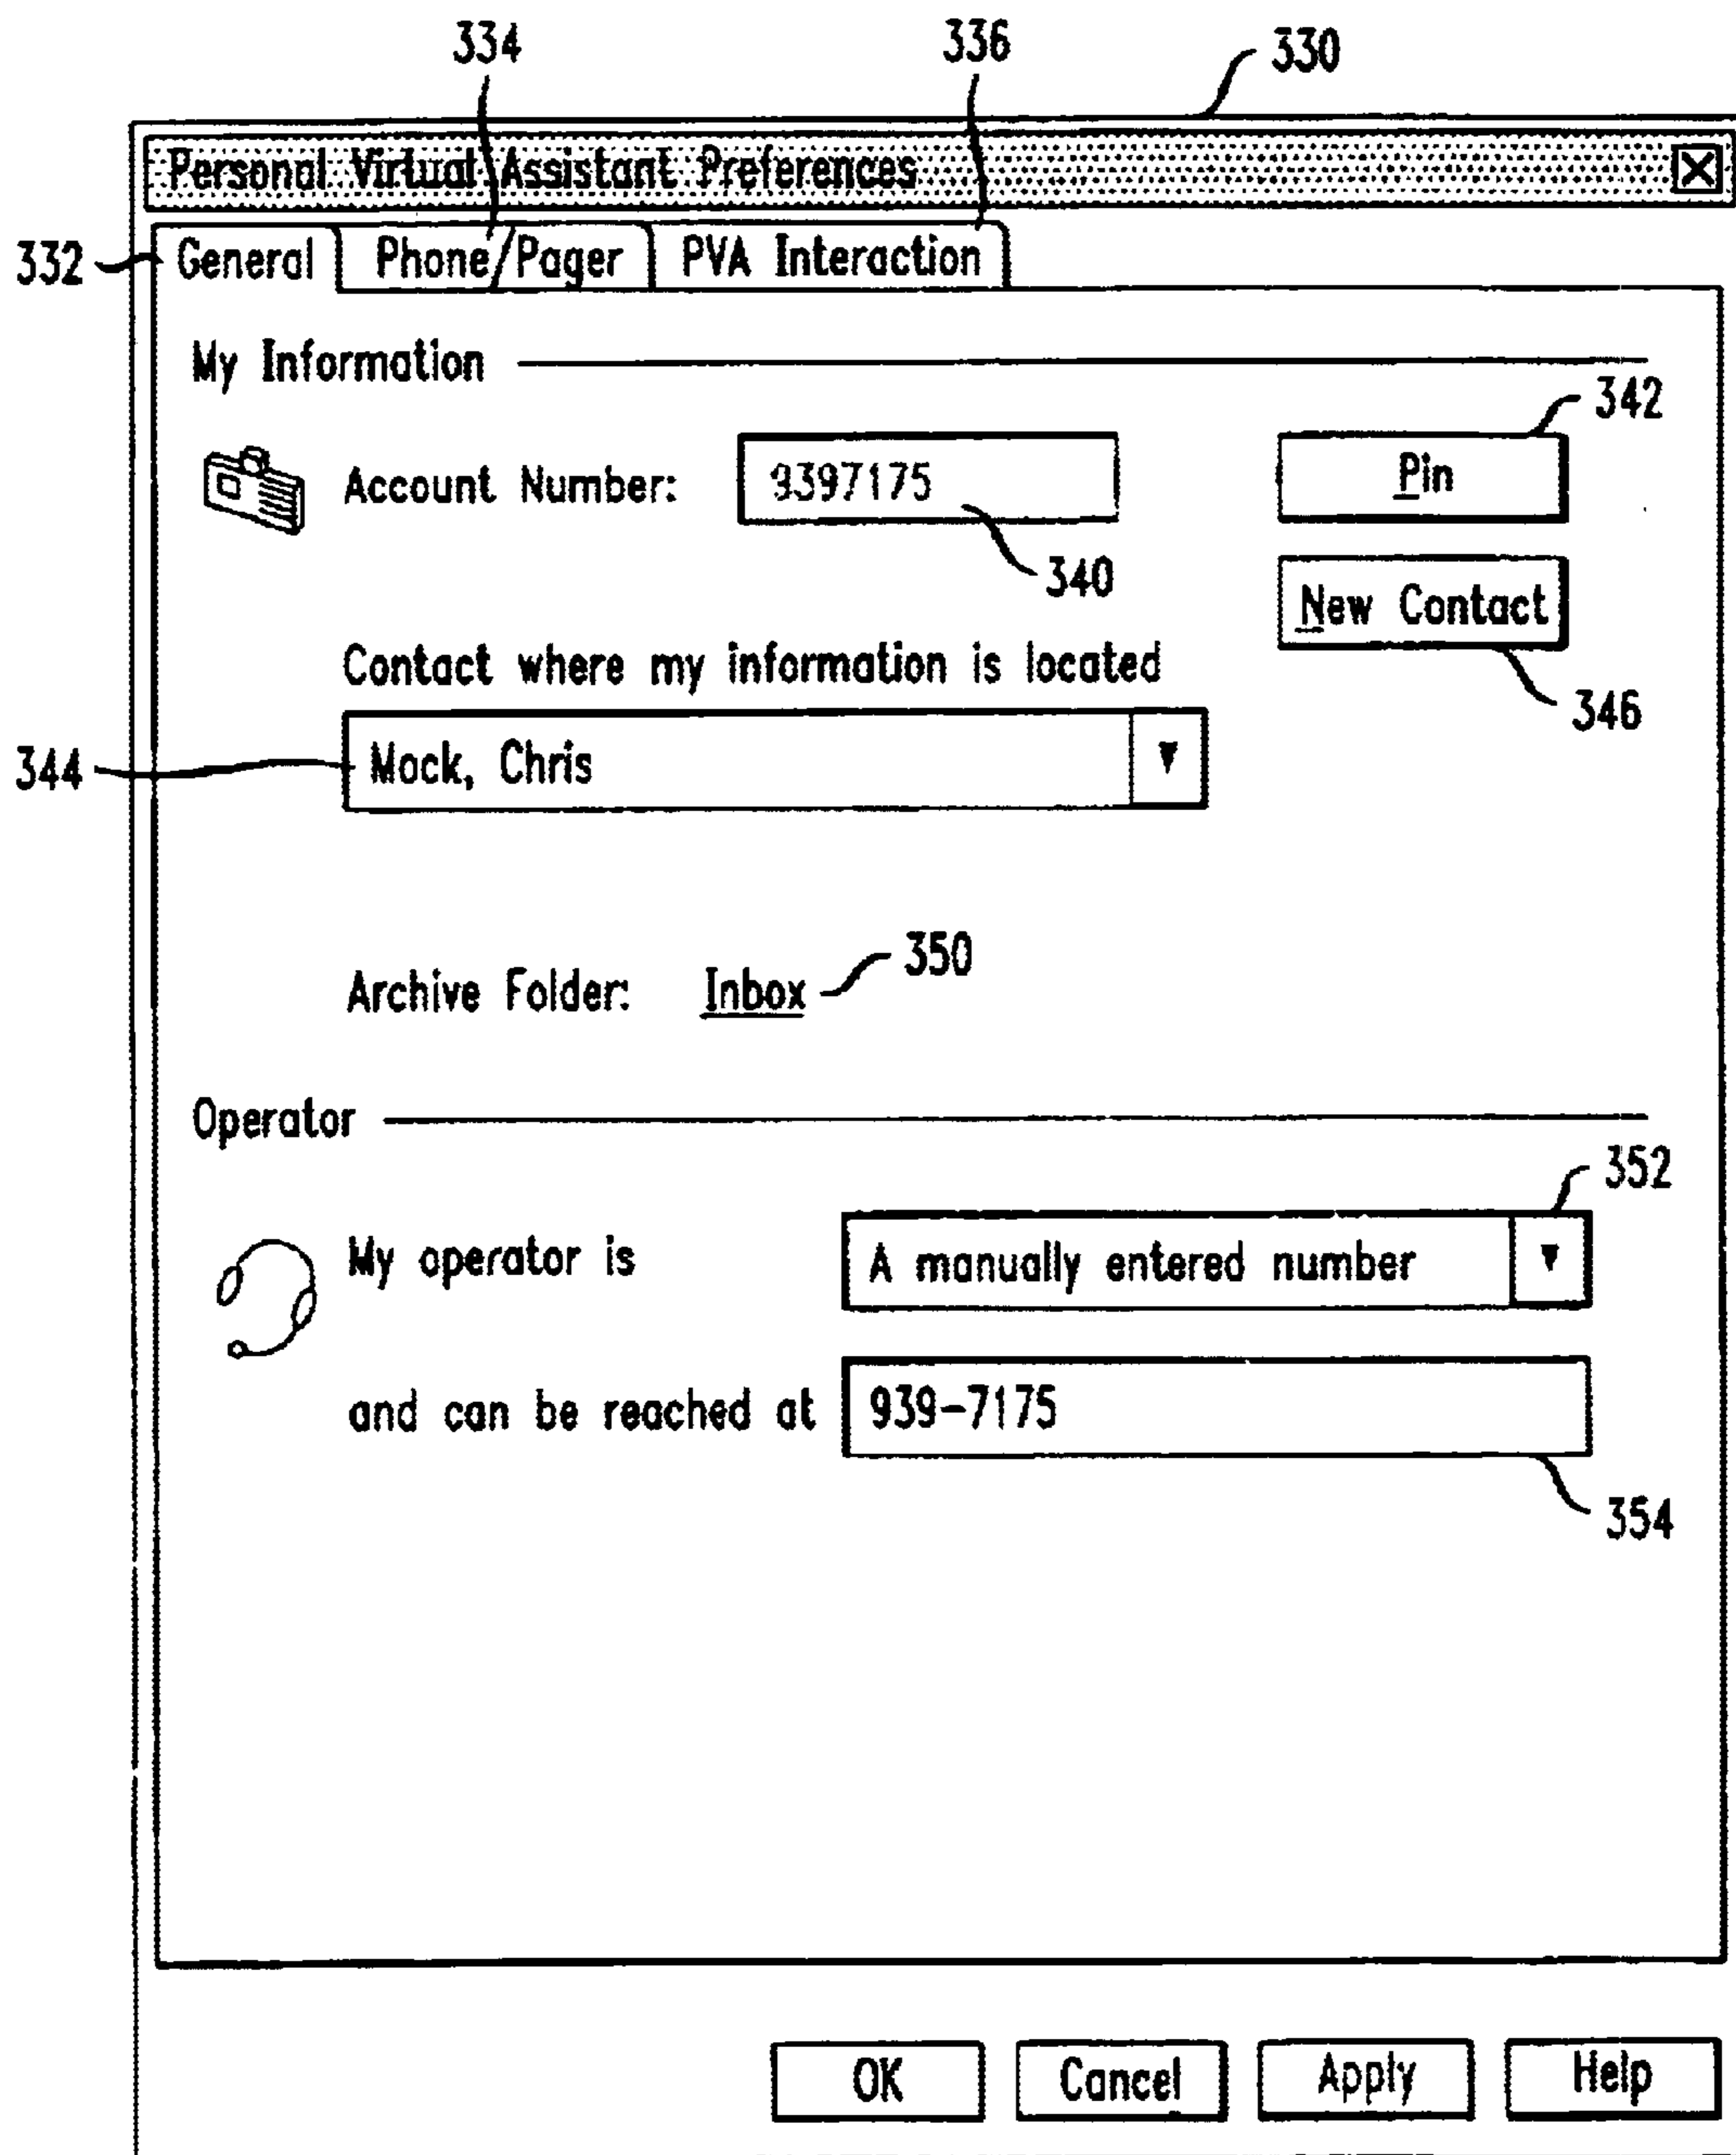 334 336 330
Personal Virtual Assistant Preferences
332 General Phone/Pager PVA Interaction
My Information
342
Account Number: 9397175 Pin
340
New Contact
Contact where my information is located
346
344 Mock, Chris
Archive Folder: Inbox 350
Operator
352
My operator is A manually entered number
and can be reached at 939-7175
354
OK Cancel Apply Help